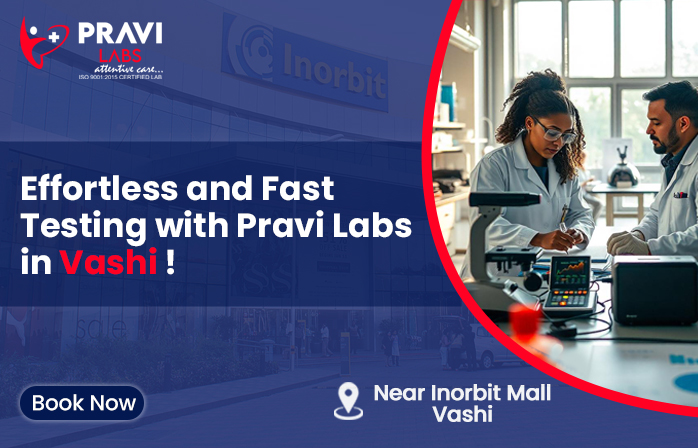 PRAVI
LABS
attentive care...
ISO 9001:2015 CERTIFIED LAB
Inorbit
Effortless and Fast
Testing with Pravi Labs
in Vashi !
sale
Book Now
Near Inorbit Mall
Vashi